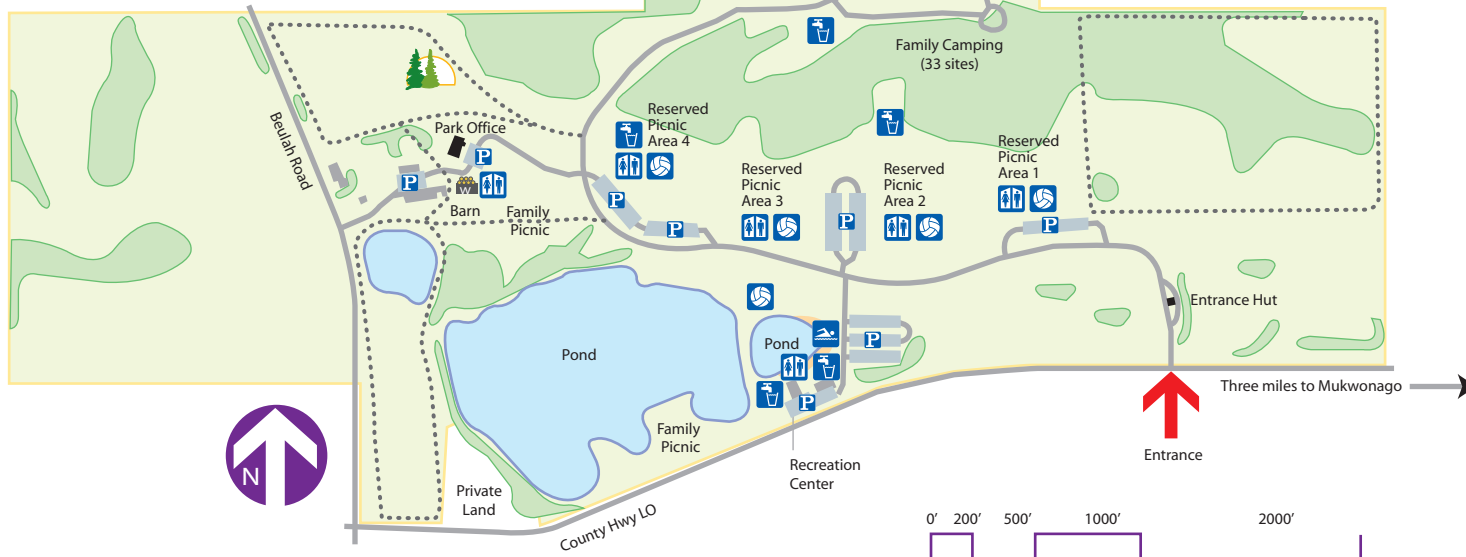 Family Camping
(33 sites)
Reserved
Picnic
Area 4
Park Office
P
Beulah Road
P
W
Barn
Family
Picnic
P
P
Reserved
Picnic
Area 3
P
Reserved
Picnic
Area 2
Reserved
Picnic
Area 1
P
Entrance Hut
Pond
Pond
P
P
Three miles to Mukwonago
Entrance
Family
Picnic
Recreation
Center
N
Private
Land
County Hwy LO
0' 200' 500' 1000' 2000'